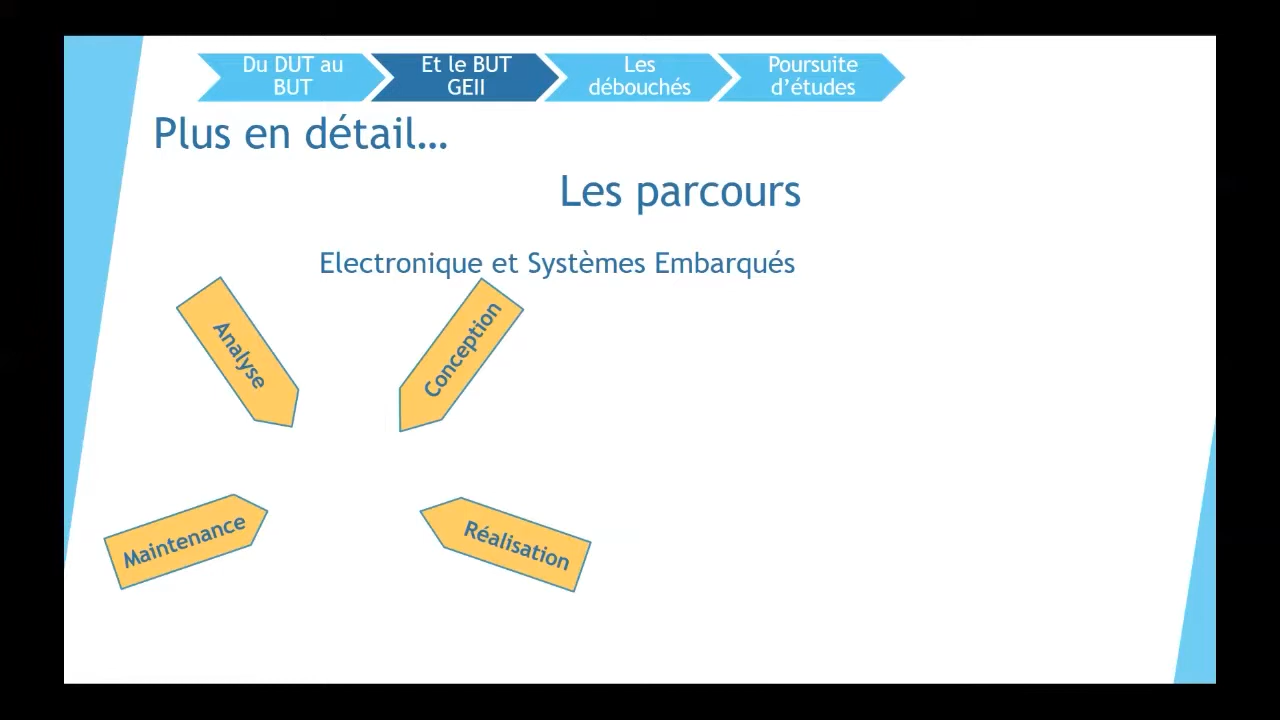 Du DUT au
BUT
Et le BUT
GEII
Les
débouchés
Poursuite
d’études
Plus en détail…
Les parcours
Electronique et Systèmes Embarqués
Analyse
Conception
Maintenance
Réalisation